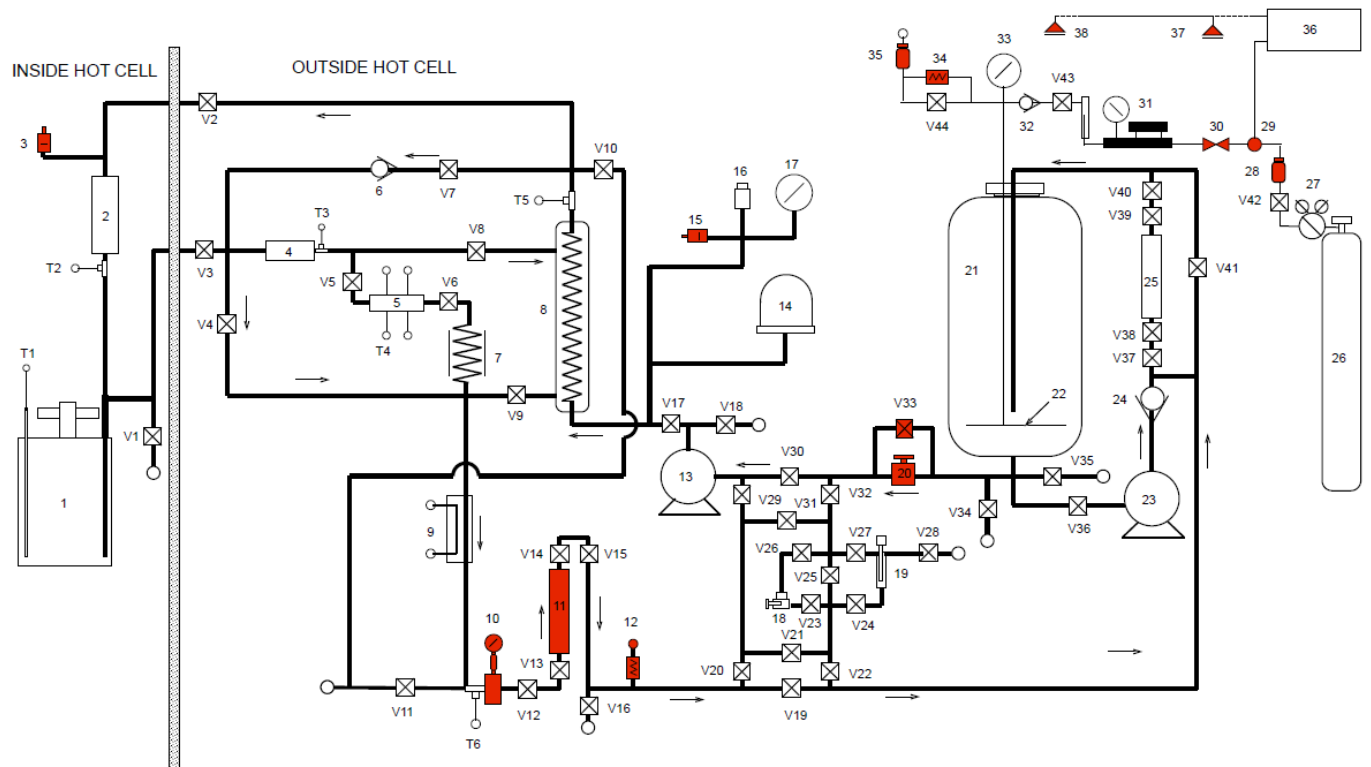 INSIDE HOT CELL
OUTSIDE HOT CELL
33
35
34
38
37
36
V43
31
3
V2
V44
32
30
29
28
27
V10
6
V7
16
17
V40
V42
2
T5
V39
T3
15
T2
V3
4
V8
21
V41
V5
V6
25
5
8
14
V4
T4
V38
7
V37
26
T1
22
24
V9
V17
V18
V33
V1
V30
V35
13
20
1
V29
V32
23
V31
V34
V36
9
V26
V27
V28
V14
V15
V25
19
11
18
V23
V24
10
12
V21
V13
V20
V22
V11
V12
V16
V19
T6